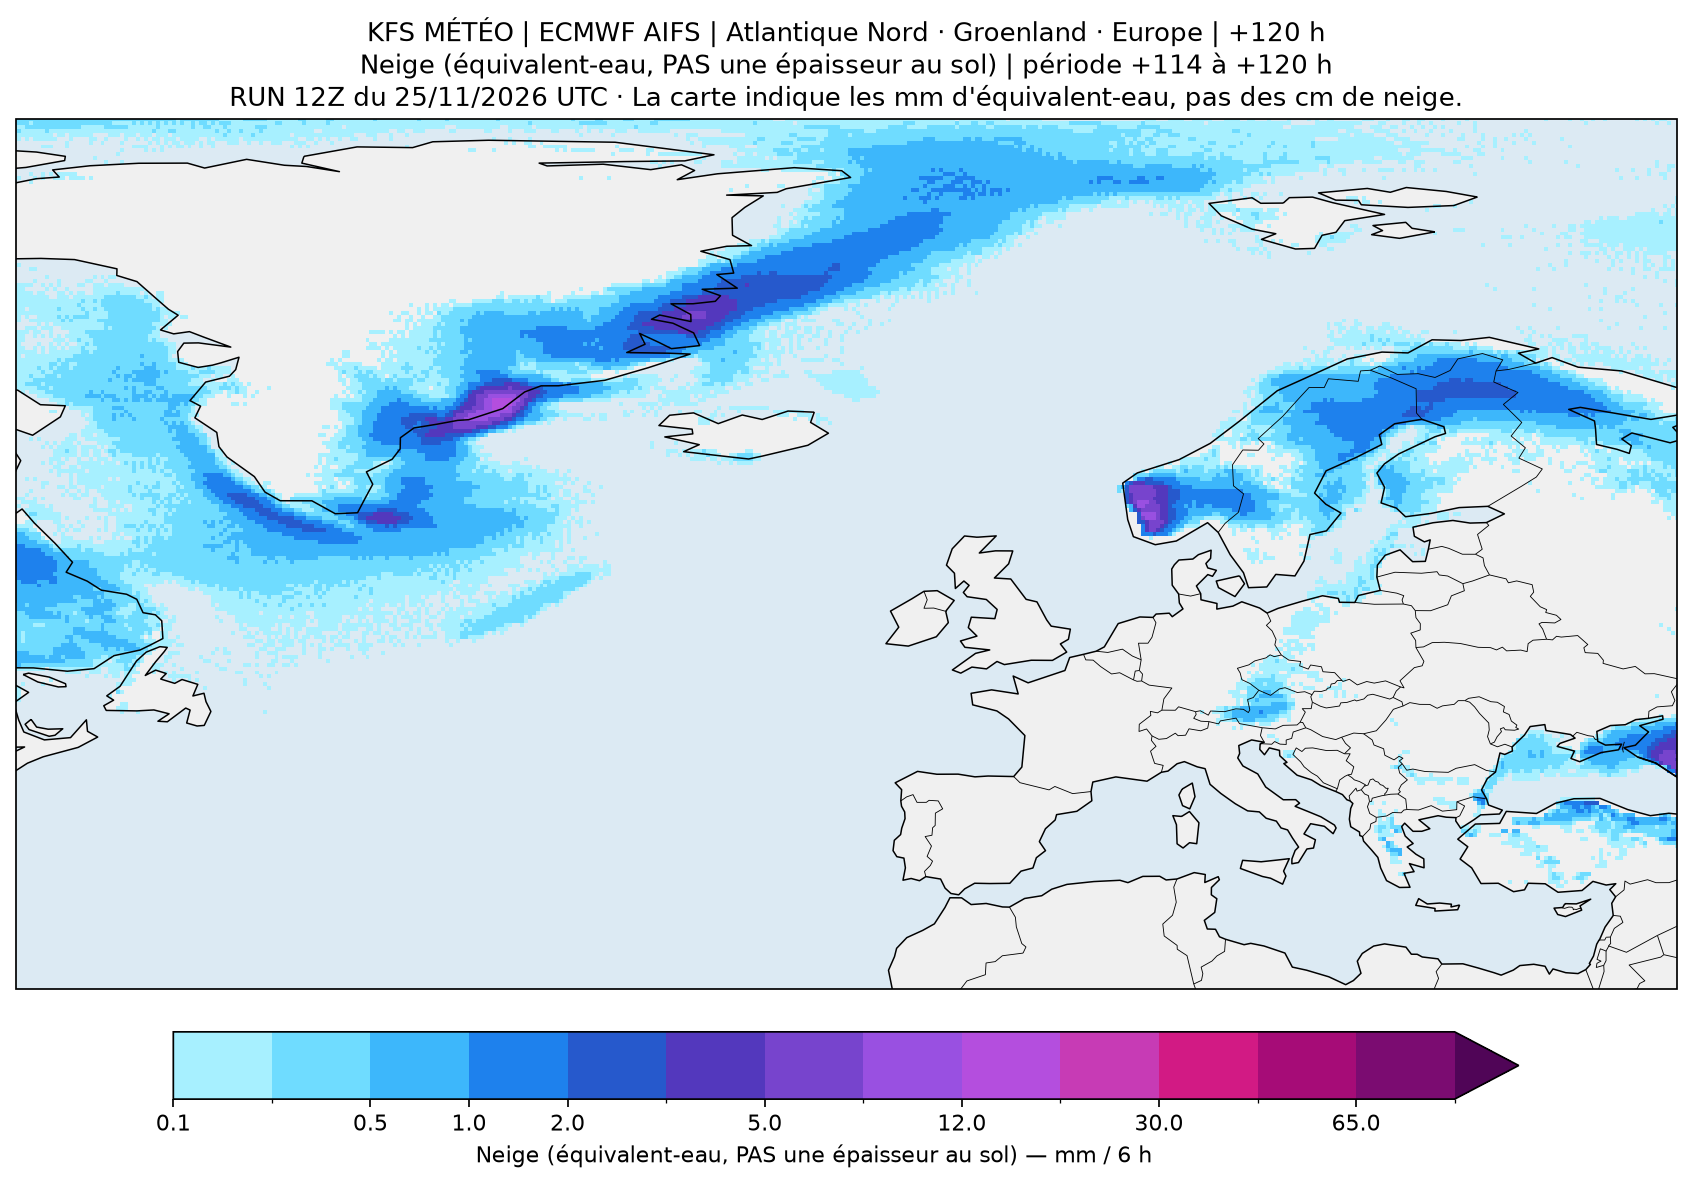 KFS MÉTÉO | ECMWF AIFS | Atlantique Nord · Groenland · Europe | +120 h
Neige (équivalent-eau, PAS une épaisseur au sol) | période +114 à +120 h
RUN 12Z du 25/11/2026 UTC · La carte indique les mm d'équivalent-eau, pas des cm de neige.
0.1 0.5 1.0 2.0 5.0 12.0 30.0 65.0
Neige (équivalent-eau, PAS une épaisseur au sol) — mm / 6 h